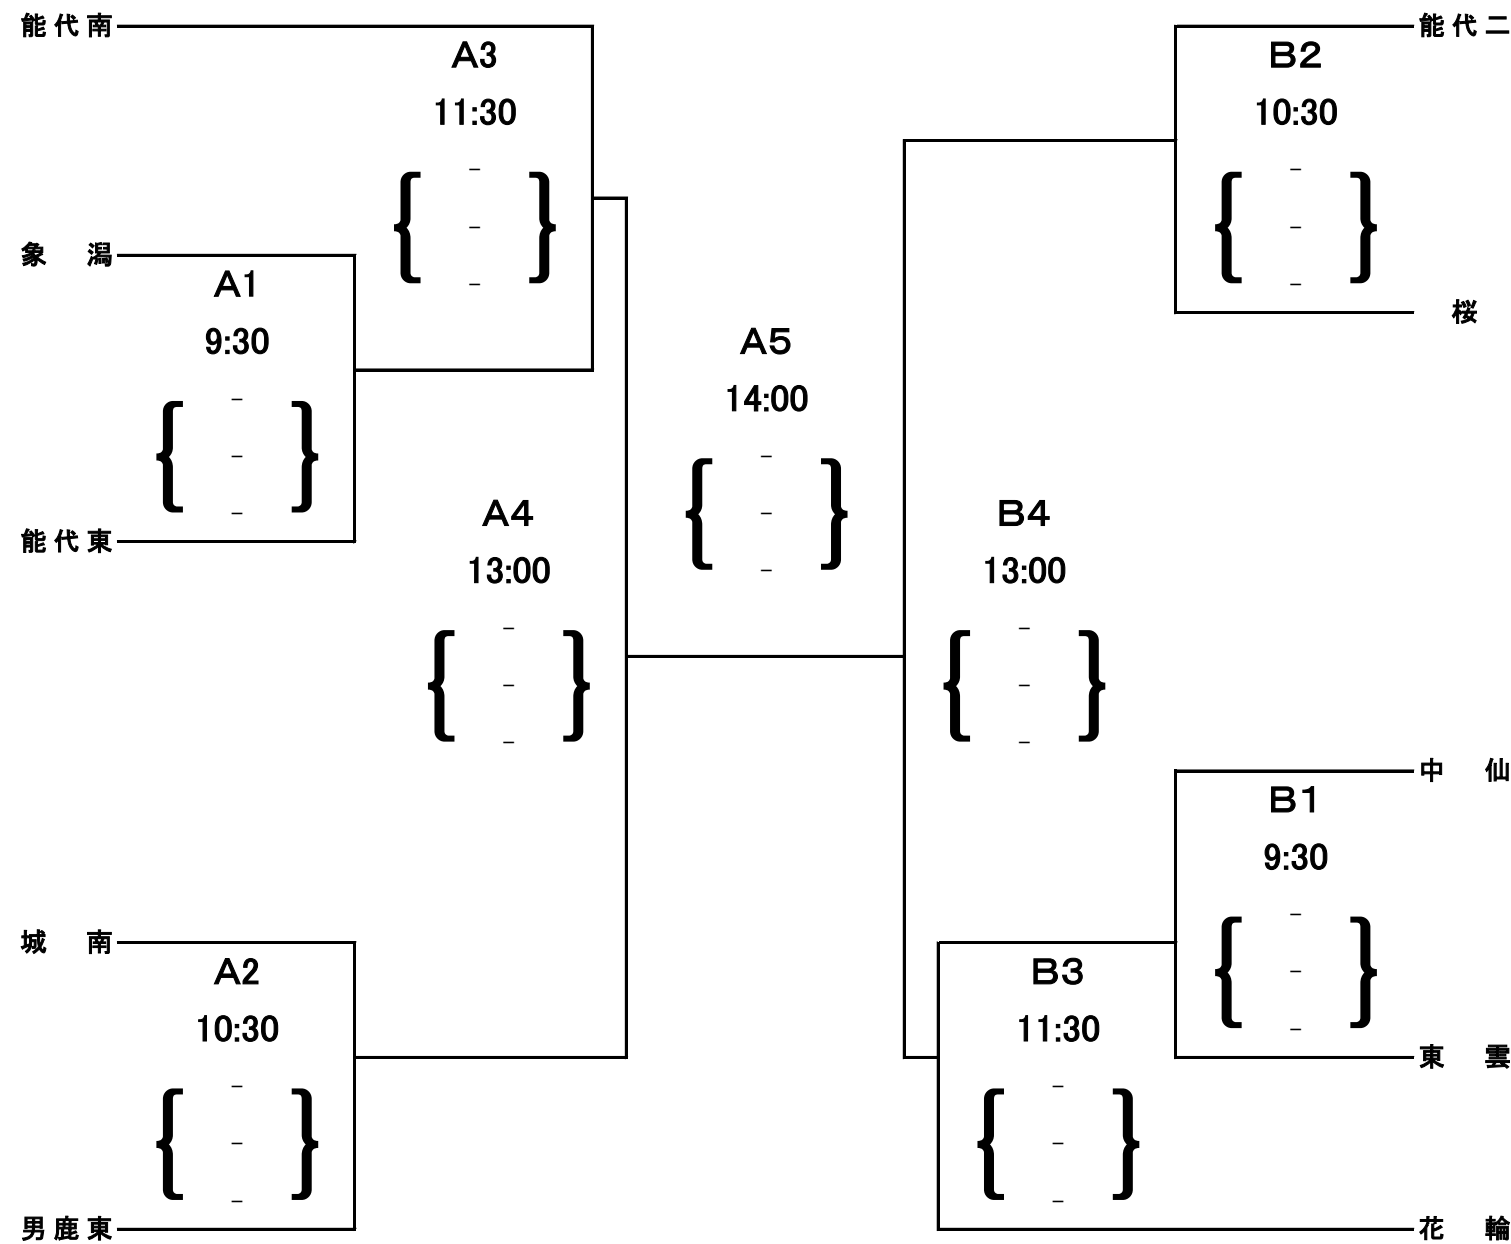 能代南
A3
11:30
{ - - - }
象潟
A1
9:30
{ - - - }
能代東
A4
13:00
{ - - - }
城南
A2
10:30
{ - - - }
男鹿東
A5
14:00
{ - - - }
能代二
B2
10:30
{ - - - }
桜
B4
13:00
{ - - - }
中仙
B1
9:30
{ - - - }
東雲
B3
11:30
{ - - - }
花輪